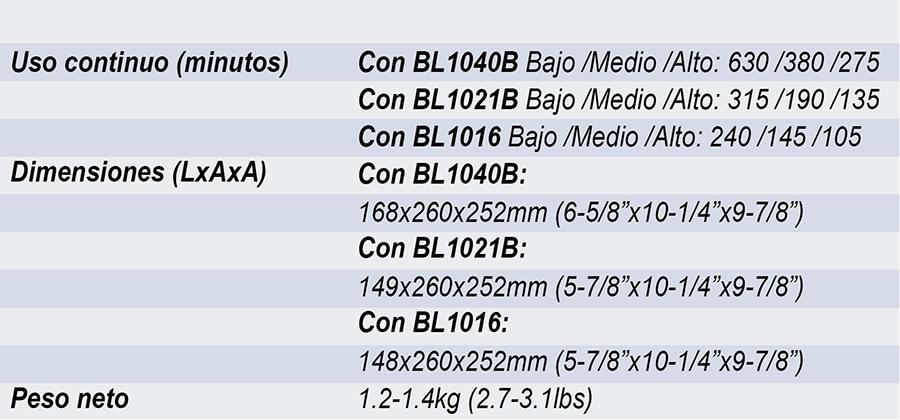 Uso continuo (minutos) Con BL1040B Bajo /Medio /Alto: 630 /380 /275
Con BL1021B Bajo /Medio /Alto: 315 /190 /135
Con BL1016 Bajo /Medio /Alto: 240 /145 /105
Dimensiones (LxAxA) Con BL1040B:
168x260x252mm (6-5/8”x10-1/4”x9-7/8”)
Con BL1021B:
149x260x252mm (5-7/8”x10-1/4”x9-7/8”)
Con BL1016:
148x260x252mm (5-7/8”x10-1/4”x9-7/8”)
Peso neto 1.2-1.4kg (2.7-3.1lbs)